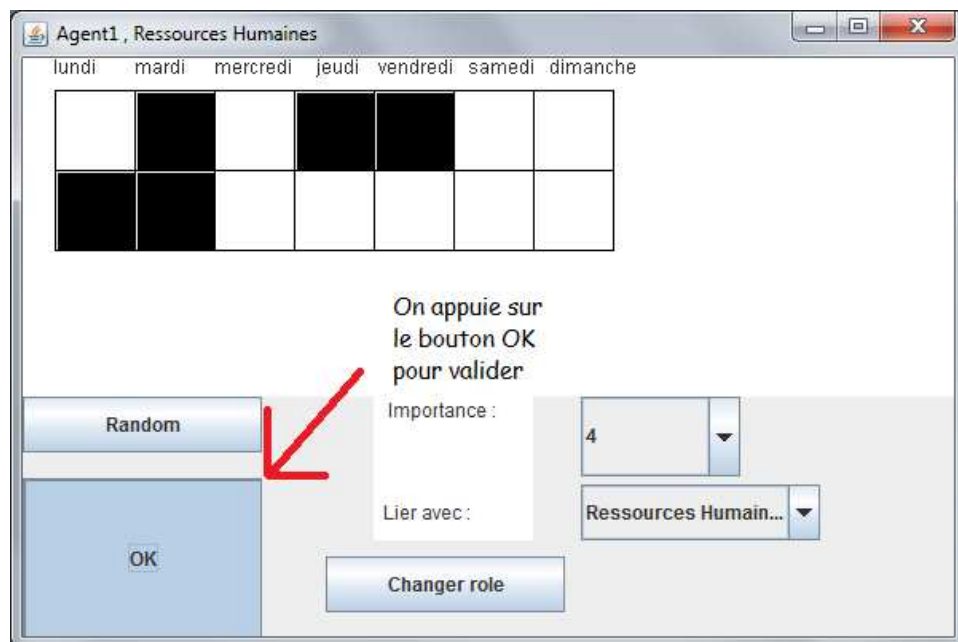 Agent1 , Ressources Humaines
lundi mardi mercredi jeudi vendredi samedi dimanche
On appuie sur
le bouton OK
pour valider
Random
Importance :
4
Lier avec :
Ressources Humain...
OK
Changer role